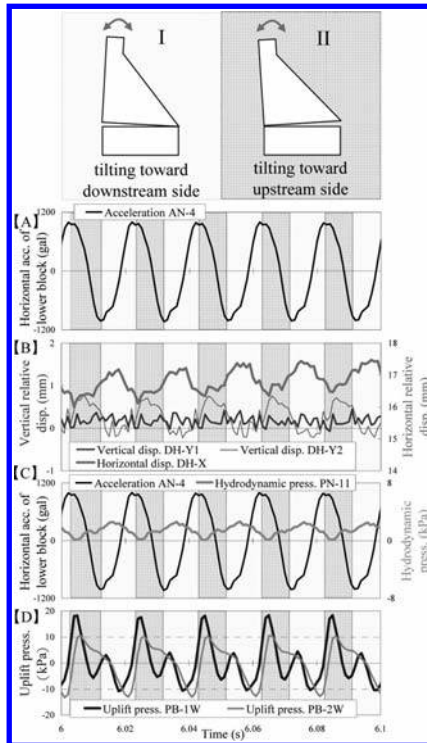 I
II
tilting toward
downstream side
tilting toward
upstream side
【A】
1200
0
-1200
Horizontal acc. of
lower block (gal)
Acceleration AN-4
【B】
2
1
0
-1
Vertical relative
disp. (mm)
18
17
16
15
14
Horizontal relative
disp. (mm)
Vertical disp. DH-Y1
Vertical disp. DH-Y2
Horizontal disp. DH-X
【C】
1200
0
-1200
Horizontal acc. of
lower block (gal)
Acceleration AN-4
Hydrodynamic press. PN-11
8
0
-8
Hydrodynamic
press. (kPa)
【D】
20
10
0
-10
-20
Uplift press.
(kPa)
Uplift press. PB-1W
Uplift press. PB-2W
6
6.02
6.04
6.06
6.08
6.1
Time (s)